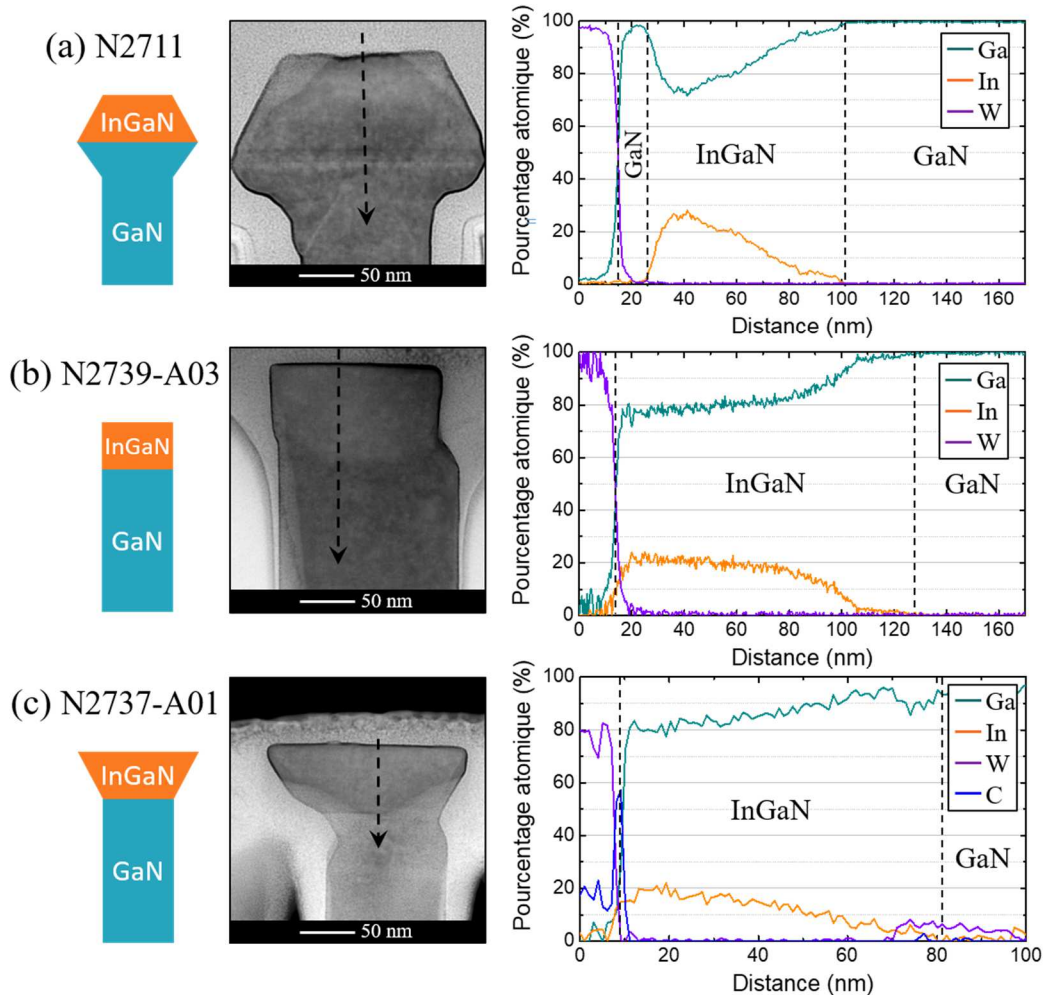 (a) N2711
InGaN
GaN
50 nm
Pourcentage atomique (%)
100
80
60
40
20
0
GaN
InGaN
GaN
Ga
In
W
0 20 40 60 80 100 120 140 160
Distance (nm)
(b) N2739-A03
InGaN
GaN
50 nm
Pourcentage atomique (%)
100
80
60
40
20
0
InGaN
GaN
Ga
In
W
0 20 40 60 80 100 120 140 160
Distance (nm)
(c) N2737-A01
InGaN
GaN
50 nm
Pourcentage atomique (%)
100
80
60
40
20
0
InGaN
GaN
Ga
In
W
C
0 20 40 60 80 100
Distance (nm)